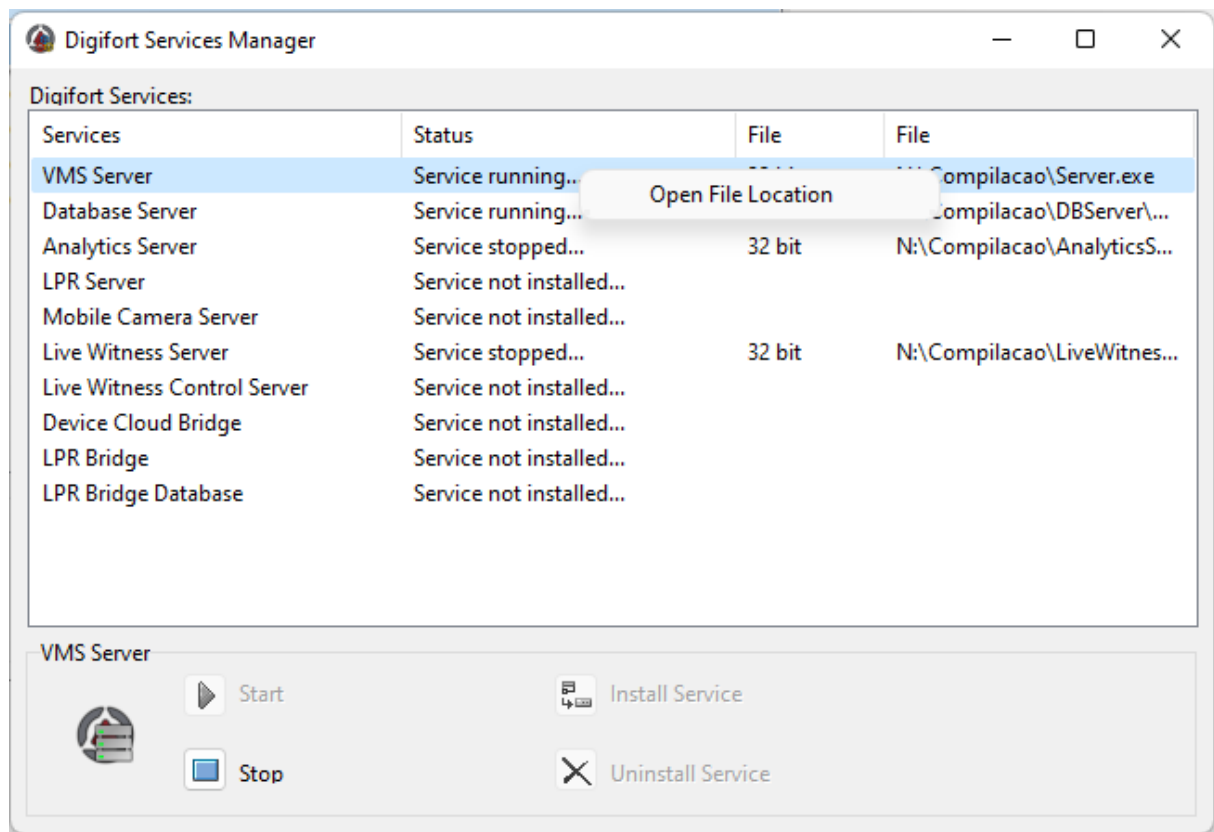 Digifort Services Manager
Digifort Services:
Services Status File File
VMS Server Service running... Compilacao\Server.exe
Open File Location
Database Server Service running... Compilacao\DBServer\...
Analytics Server Service stopped... 32 bit N:\Compilacao\AnalyticsS...
LPR Server Service not installed...
Mobile Camera Server Service not installed...
Live Witness Server Service stopped... 32 bit N:\Compilacao\LiveWitnes...
Live Witness Control Server Service not installed...
Device Cloud Bridge Service not installed...
LPR Bridge Service not installed...
LPR Bridge Database Service not installed...
VMS Server
Start Install Service
Stop Uninstall Service